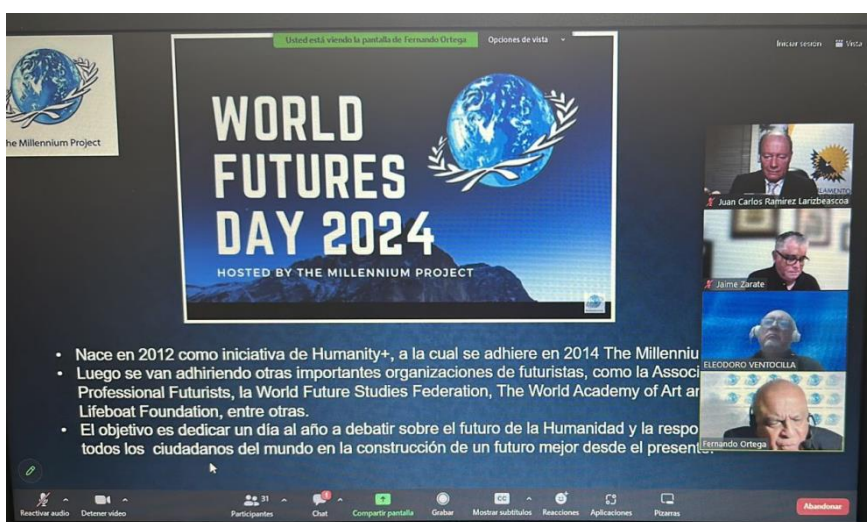 Usted está viendo la pantalla de Fernando Ortega
Opciones de vista
Iniciar sesión
Vista
The Millennium Project
WORLD
FUTURES
DAY 2024
HOSTED BY THE MILLENNIUM PROJECT
Juan Carlos Ramirez Larizbeascoa
Jaime Zarate
ELEODORO VENTOCILLA
Fernando Ortega
• Nace en 2012 como iniciativa de Humanity+, a la cual se adhiere en 2014 The Millenniu
• Luego se van adhiriendo otras importantes organizaciones de futuristas, como la Associ
Professional Futurists, la World Future Studies Federation, The World Academy of Art an
Lifeboat Foundation, entre otras.
• El objetivo es dedicar un día al año a debatir sobre el futuro de la Humanidad y la respo
todos los ciudadanos del mundo en la construcción de un futuro mejor desde el presente.
Reactivar audio
Detener video
31
Participantes
Chat
Compartir pantalla
Grabar
CC
Mostrar subtítulos
Reacciones
Aplicaciones
Pizarras
Abandonar